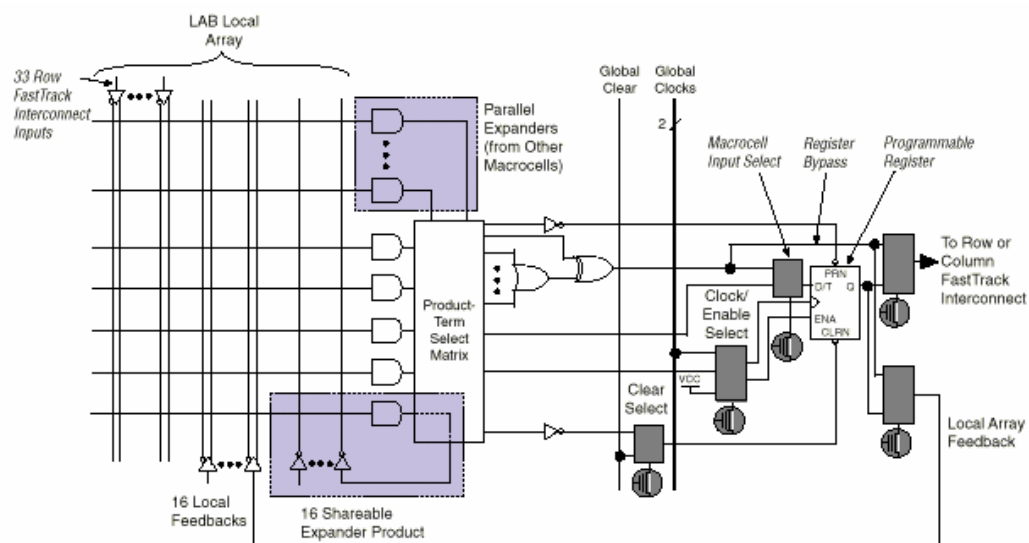 LAB Local
Array
33 Row
FastTrack
Interconnect
Inputs
Parallel
Expanders
(from Other
Macrocells)
Global
Clear
Global
Clocks
2
Macrocell
Input Select
Register
Bypass
Programmable
Register
To Row or
Column
FastTrack
Interconnect
PRN
D/T Q
ENA
CLRN
Clock/
Enable
Select
Product-
Term
Select
Matrix
VCC
Clear
Select
Local Array
Feedback
16 Local
Feedbacks
16 Shareable
Expander Product